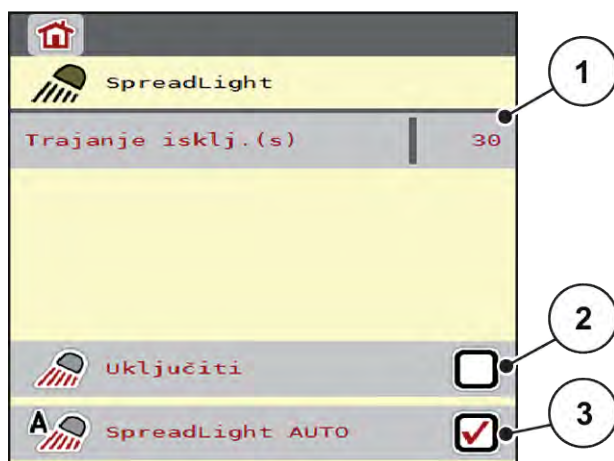 SpreadLight
1
Trajanje isklj.(s) 30
Uključiti
2
A
SpreadLight AUTO
3